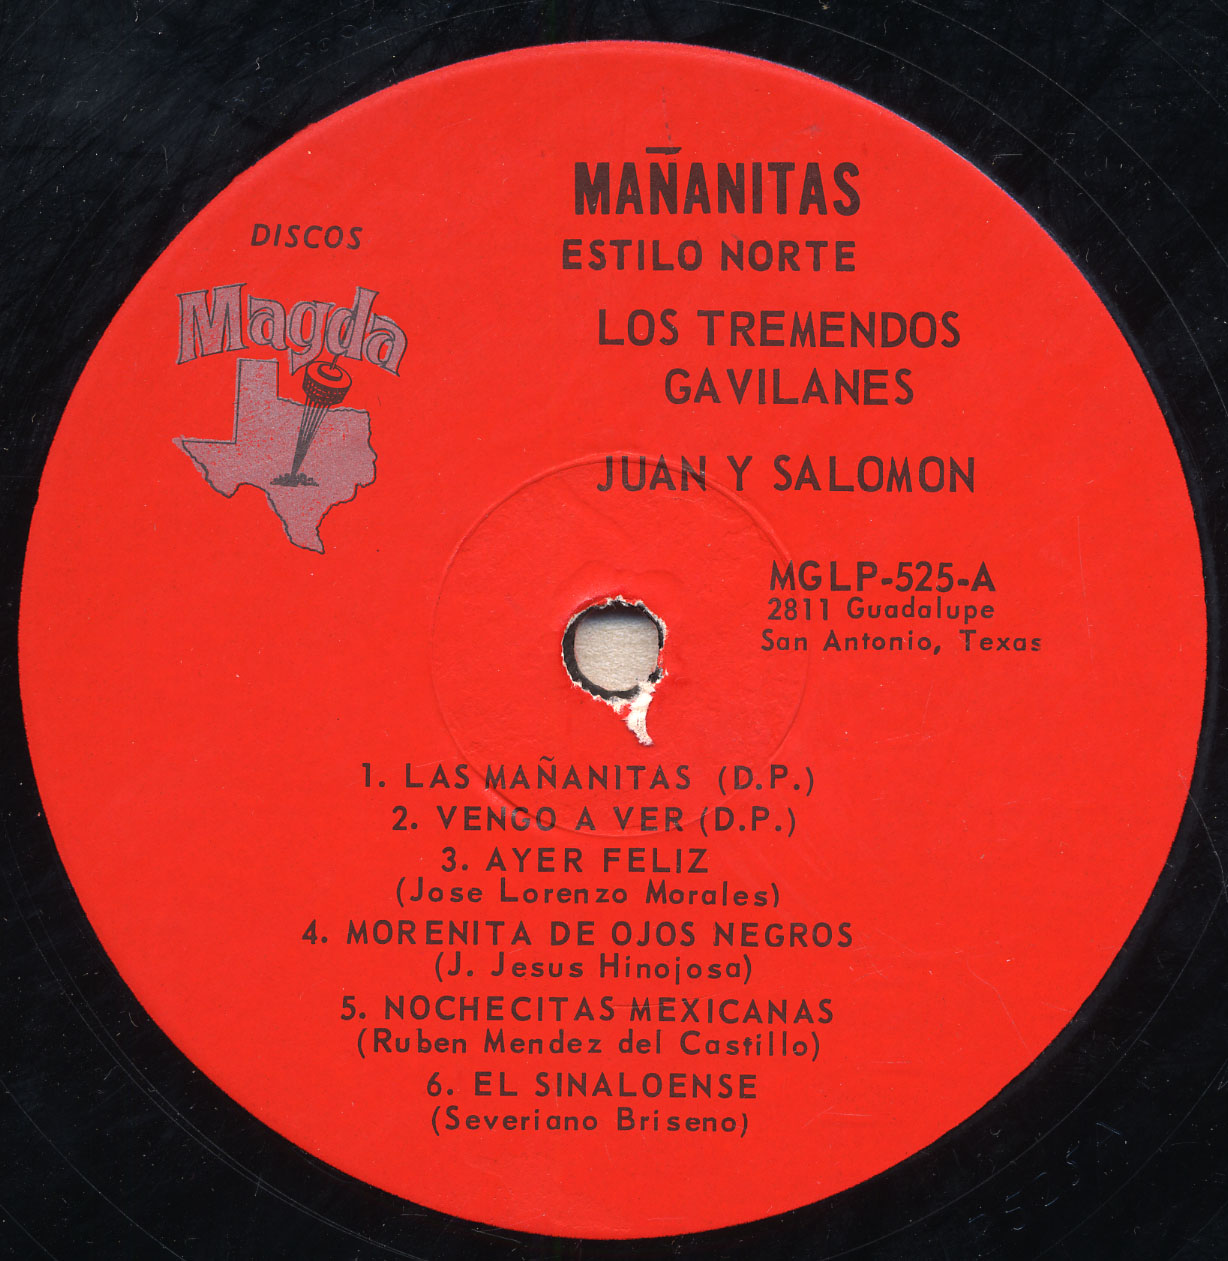 DISCOS
Magda
MAÑANITAS
ESTILO NORTE
LOS TREMENDOS
GAVILANES
JUAN Y SALOMON
MGLP-525-A
2811 Guadalupe
San Antonio, Texas
1. LAS MAÑANITAS (D.P.)
2. VENGO A VER (D.P.)
3. AYER FELIZ
(Jose Lorenzo Morales)
4. MORENITA DE OJOS NEGROS
(J. Jesus Hinojosa)
5. NOCHECITAS MEXICANAS
(Ruben Mendez del Castillo)
6. EL SINALOENSE
(Severiano Briseno)